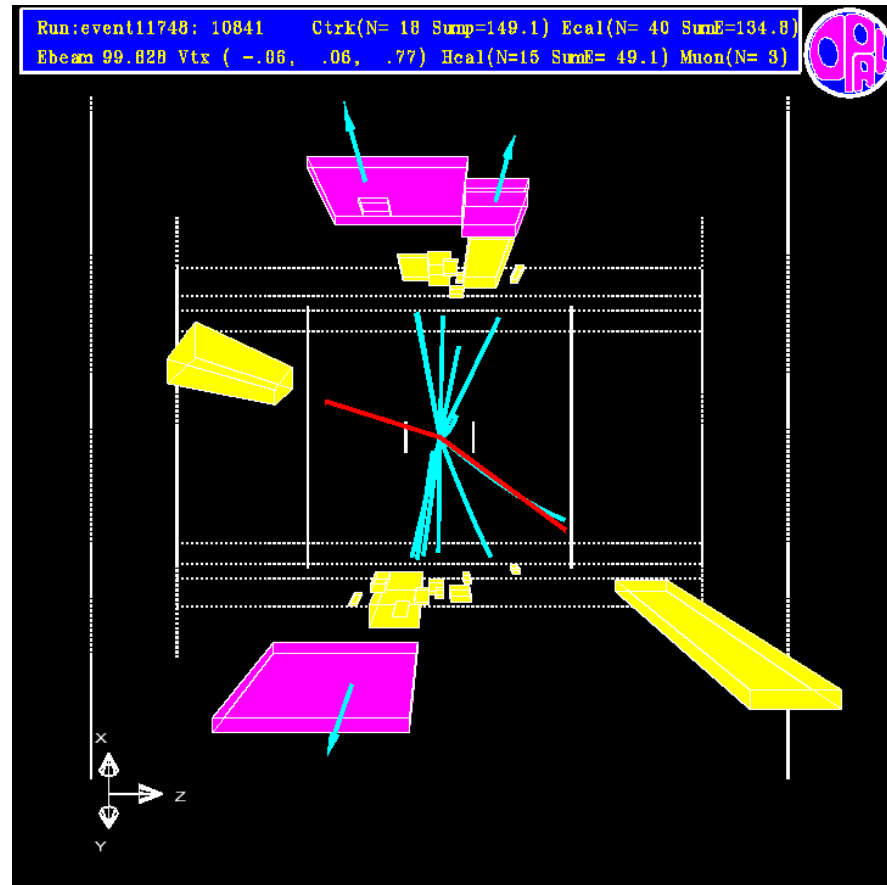 Run:event11748: 10841 Ctrk(N= 18 Sump=149.1) Ecal(N= 40 SumE=134.8)
Ebeam 99.828 Vtx ( -.06, .06, .77) Hcal(N=15 SumE= 49.1) Muon(N= 3)
OPAL
X
Z
Y